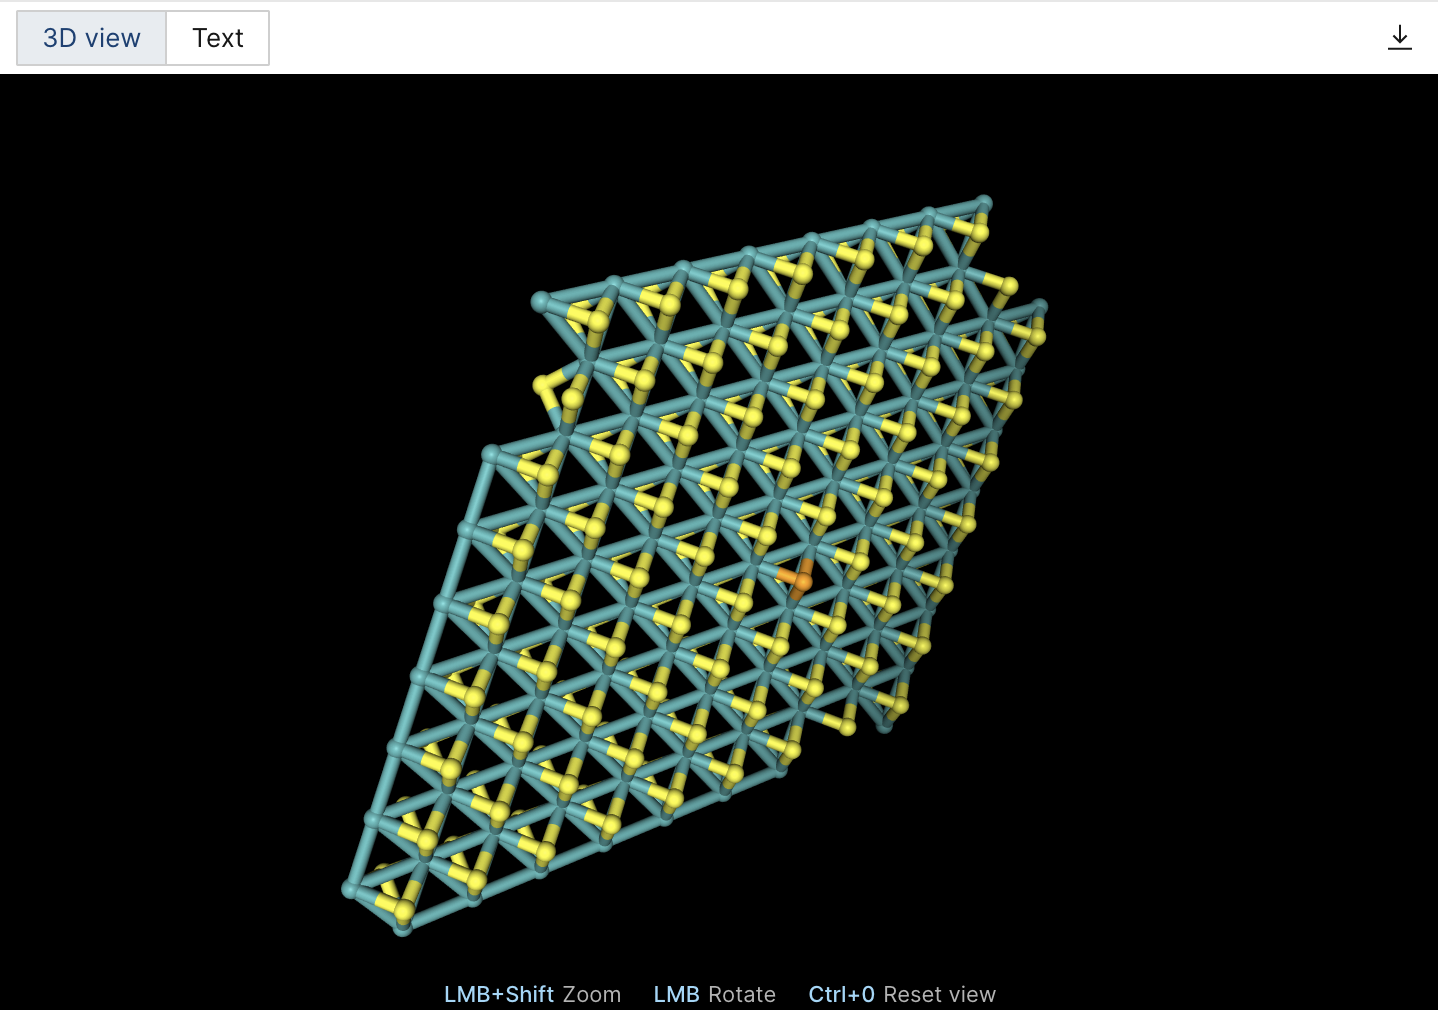 3D view Text
LMB+Shift Zoom LMB Rotate Ctrl+0 Reset view